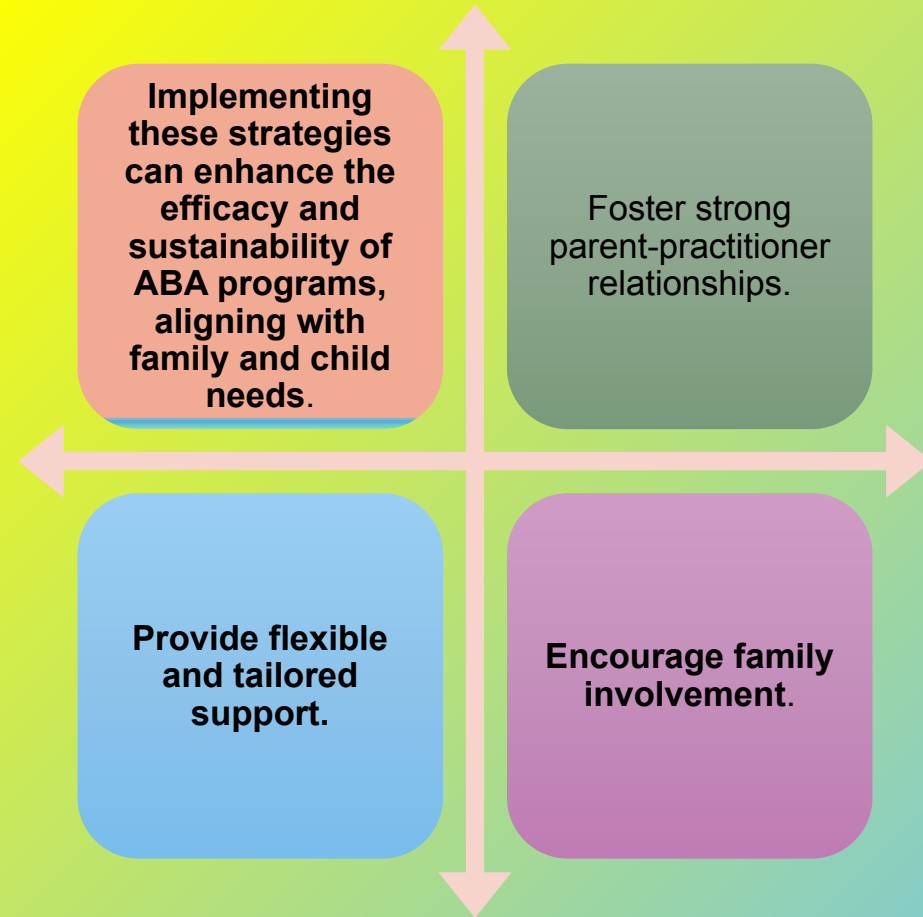 Implementing
these strategies
can enhance the
efficacy and
sustainability of
ABA programs,
aligning with
family and child
needs.
Foster strong
parent-practitioner
relationships.
Provide flexible
and tailored
support.
Encourage family
involvement.